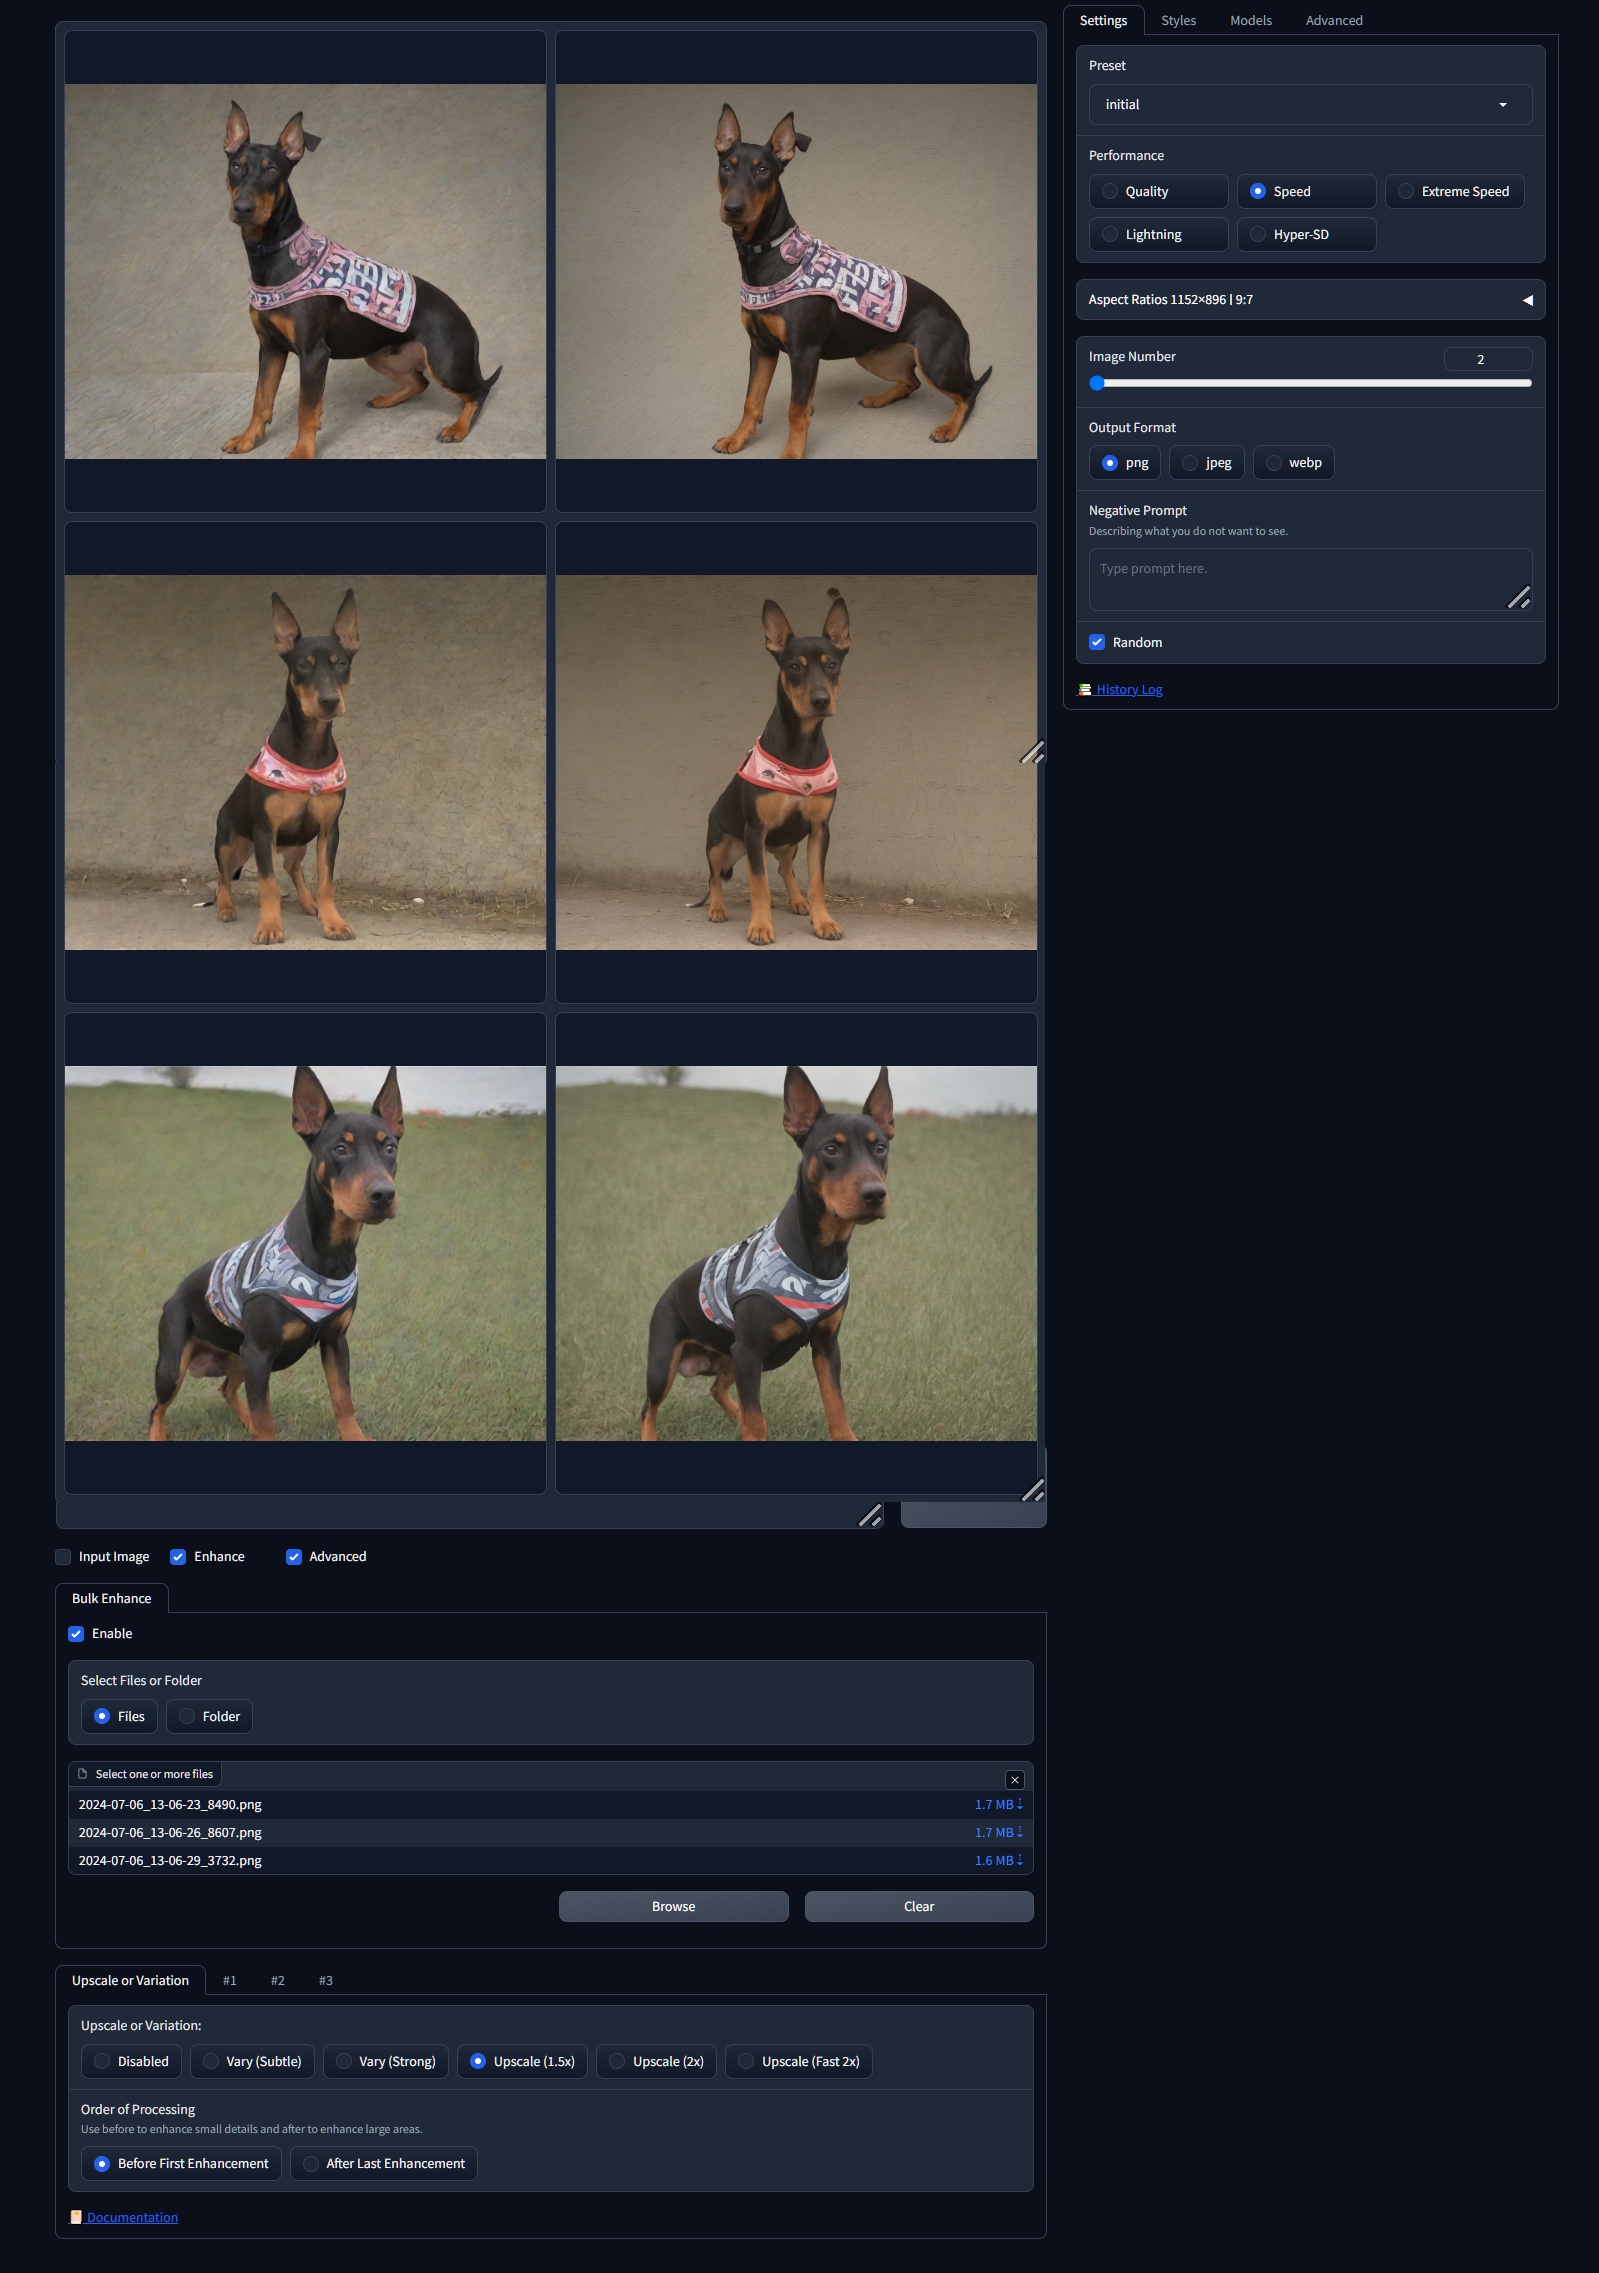 Settings
Styles
Models
Advanced
Preset
initial
Performance
Quality
Speed
Extreme Speed
Lightning
Hyper-SD
Aspect Ratios 1152×896 | 9:7
Image Number
2
Output Format
png
jpeg
webp
Negative Prompt
Describing what you do not want to see.
Type prompt here.
Random
History Log
Input Image
Enhance
Advanced
Bulk Enhance
Enable
Select Files or Folder
Files
Folder
Select one or more files
2024-07-06_13-06-23_8490.png 1.7 MB
2024-07-06_13-06-26_8607.png 1.7 MB
2024-07-06_13-06-29_3732.png 1.6 MB
Browse
Clear
Upscale or Variation
#1
#2
#3
Upscale or Variation:
Disabled
Vary (Subtle)
Vary (Strong)
Upscale (1.5x)
Upscale (2x)
Upscale (Fast 2x)
Order of Processing
Use before to enhance small details and after to enhance large areas.
Before First Enhancement
After Last Enhancement
Documentation